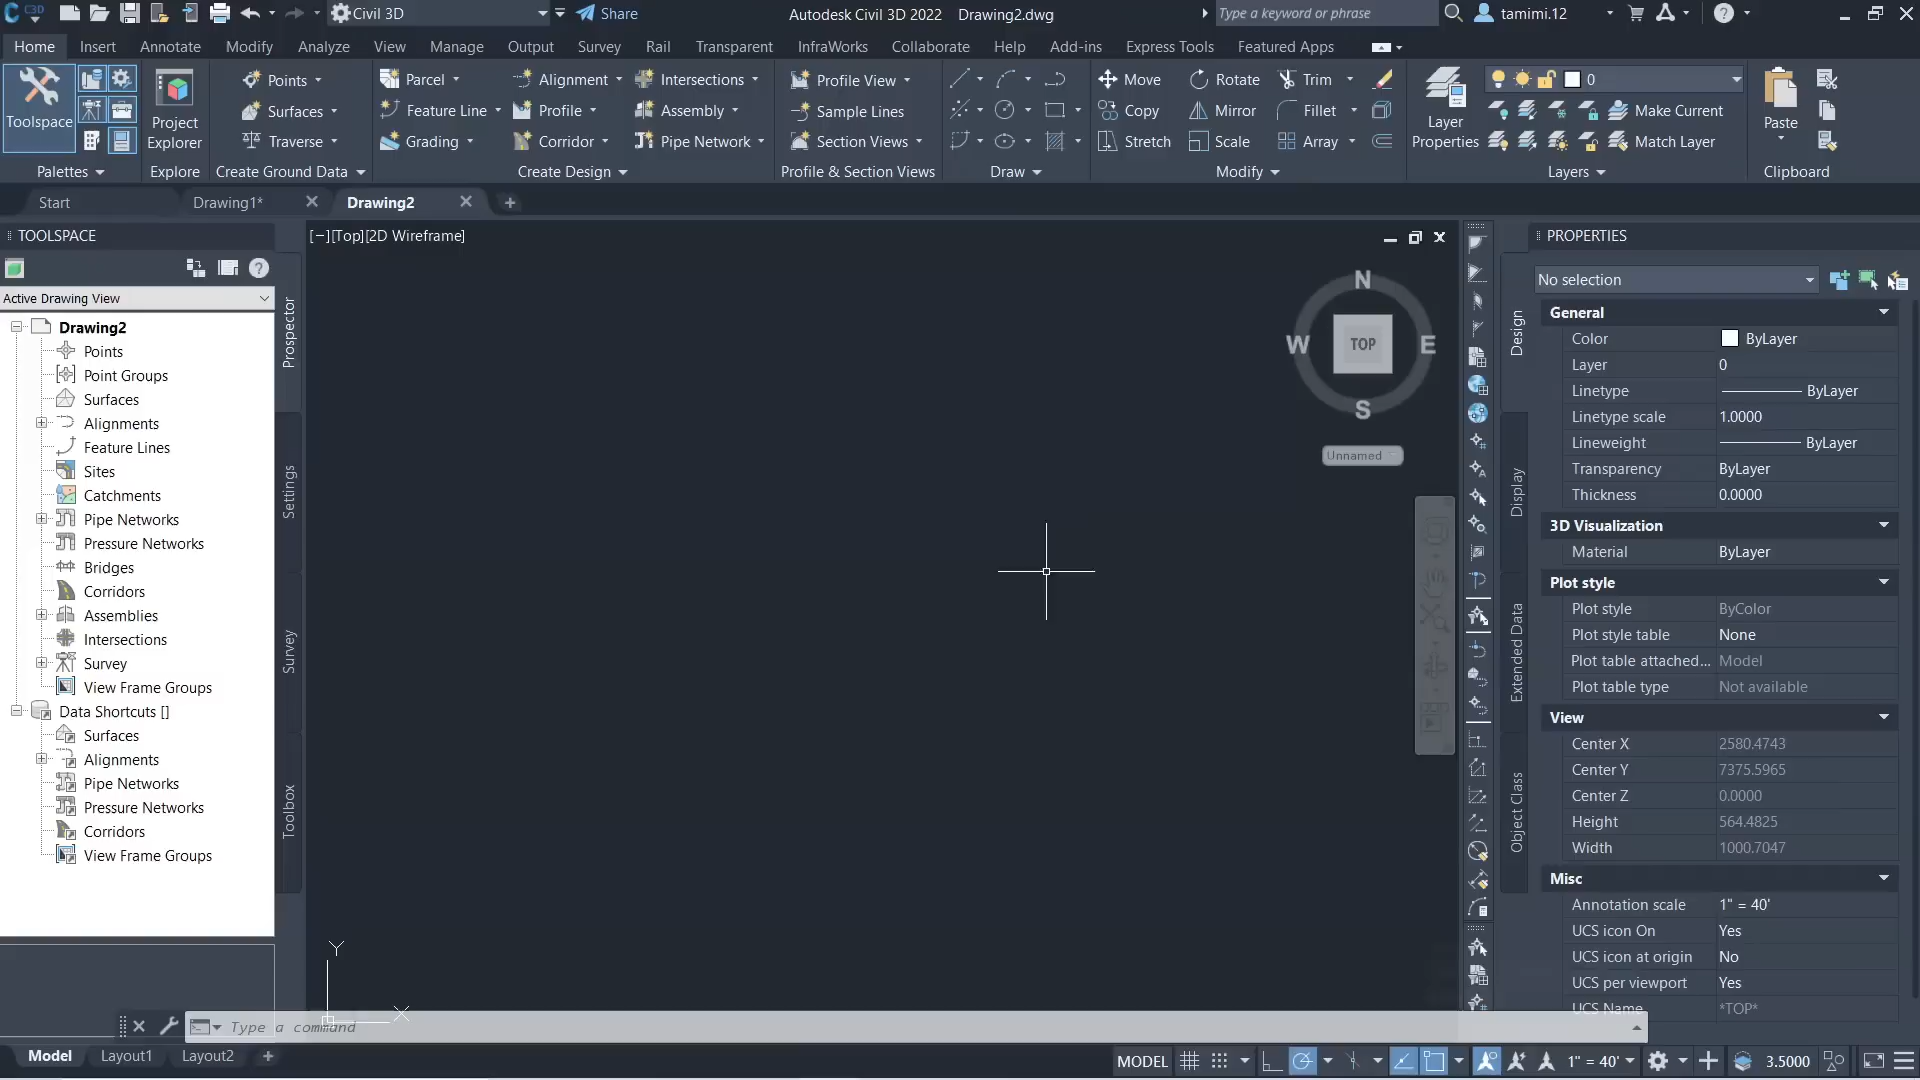 C3D
Civil 3D
Share
Autodesk Civil 3D 2022 Drawing2.dwg
Type a keyword or phrase
tamimi.12
Home Insert Annotate Modify Analyze View Manage Output Survey Rail Transparent InfraWorks Collaborate Help Add-ins Express Tools Featured Apps
Toolspace
Palettes
Project Explorer
Explore
Points
Surfaces
Traverse
Create Ground Data
Parcel
Feature Line
Grading
Alignment
Profile
Corridor
Intersections
Assembly
Pipe Network
Create Design
Profile View
Sample Lines
Section Views
Profile & Section Views
Draw
Move
Copy
Stretch
Rotate
Mirror
Scale
Trim
Fillet
Array
Modify
Layer Properties
0
Make Current
Match Layer
Layers
Paste
Clipboard
Start
Drawing1*
Drawing2
TOOLSPACE
Active Drawing View
Drawing2
Points
Point Groups
Surfaces
Alignments
Feature Lines
Sites
Catchments
Pipe Networks
Pressure Networks
Bridges
Corridors
Assemblies
Intersections
Survey
View Frame Groups
Data Shortcuts []
Surfaces
Alignments
Pipe Networks
Pressure Networks
Corridors
View Frame Groups
Prospector
Settings
Survey
Toolbox
[−][Top][2D Wireframe]
N
W
TOP
E
S
Unnamed
Y
X
Type a command
Design
Display
Extended Data
Object Class
PROPERTIES
No selection
General
Color ByLayer
Layer 0
Linetype ByLayer
Linetype scale 1.0000
Lineweight ByLayer
Transparency ByLayer
Thickness 0.0000
3D Visualization
Material ByLayer
Plot style
Plot style ByColor
Plot style table None
Plot table attached... Model
Plot table type Not available
View
Center X 2580.4743
Center Y 7375.5965
Center Z 0.0000
Height 564.4825
Width 1000.7047
Misc
Annotation scale 1" = 40'
UCS icon On Yes
UCS icon at origin No
UCS per viewport Yes
UCS Name *TOP*
Model Layout1 Layout2
MODEL
1" = 40'
3.5000